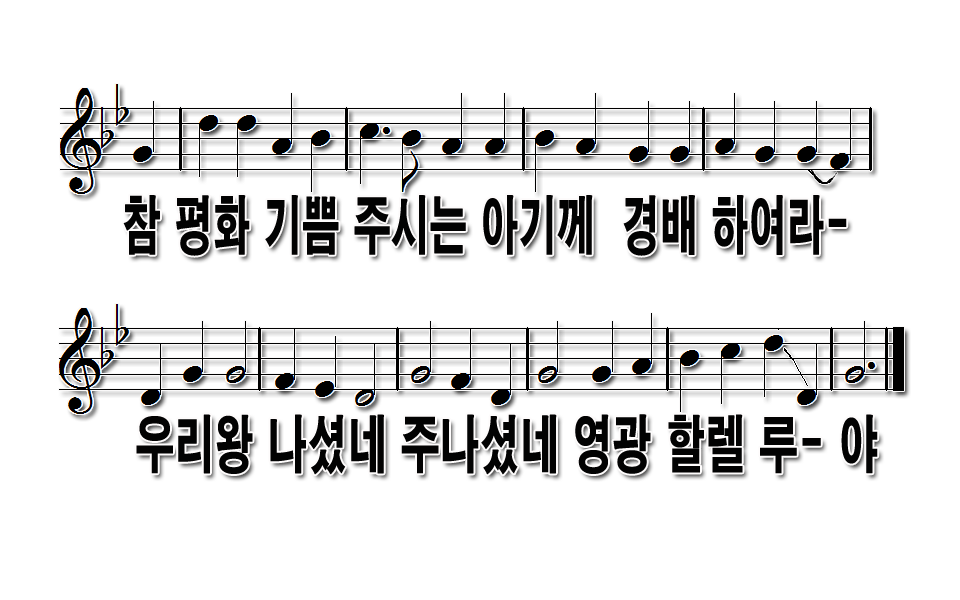 참 평화 기쁨 주시는 아기께 경배 하여라-
우리왕 나셨네 주나셨네 영광 할렐 루- 야